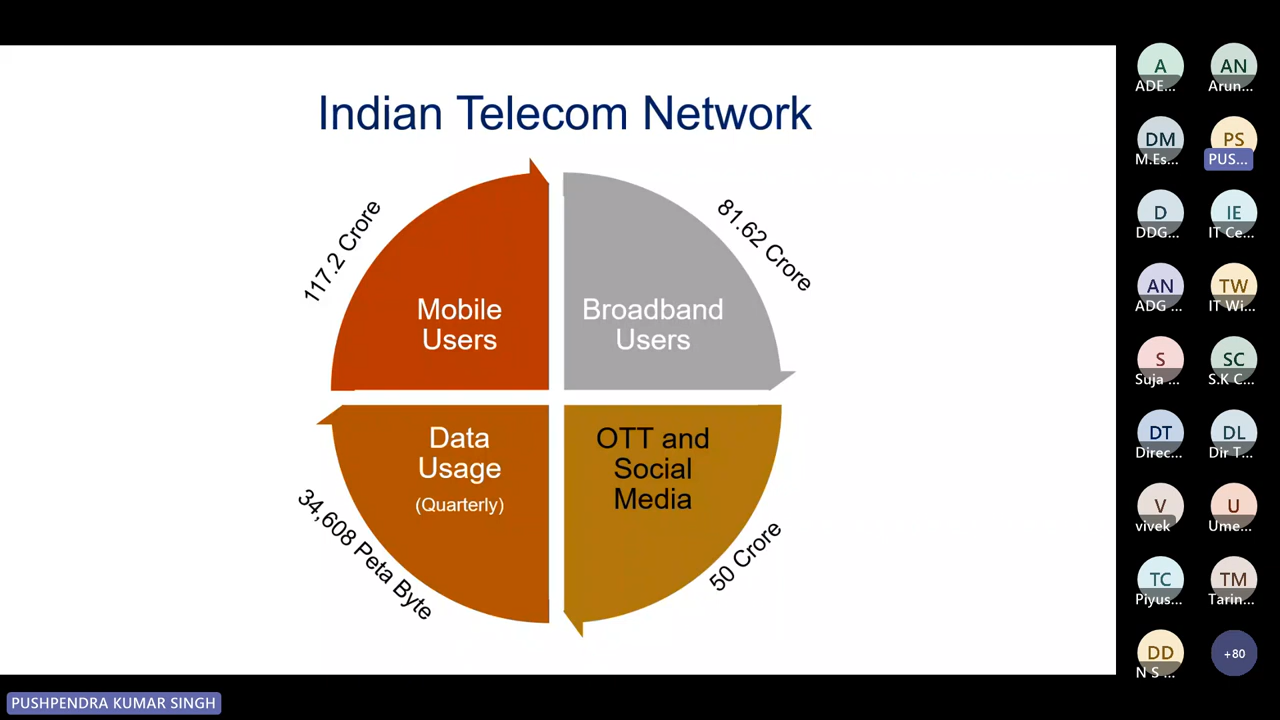 Indian Telecom Network
117.2 Crore
81.62 Crore
Mobile
Users
Broadband
Users
Data
Usage
(Quarterly)
OTT and
Social
Media
34,608 Peta Byte
50 Crore
A
ADE...
AN
Arun...
DM
M.Es...
PS
PUS...
D
DDG...
IE
IT Ce...
AN
ADG ...
TW
IT Wi...
S
Suja ...
SC
S.K C...
DT
Direc...
DL
Dir T...
V
vivek
U
Ume...
TC
Piyus...
TM
Tarin...
DD
N S ...
+80
PUSHPENDRA KUMAR SINGH